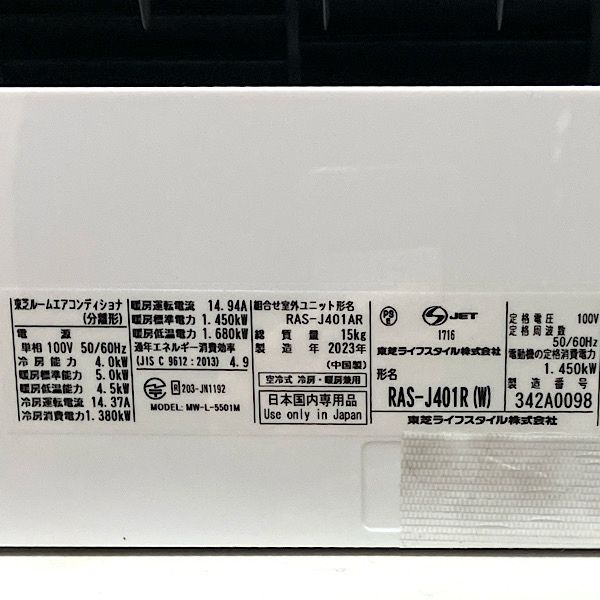 東芝ルームエアコンディショナ
(分離形)
電源
単相 100V 50/60Hz
冷房能力 4.0kW
暖房標準能力 5.0kW
暖房低温能力 4.5kW
冷房運転電流 14.37A
冷房消費電力 1.380kW
暖房運転電流 14.94A
暖房標準電力 1.450kW
暖房低温電力 1.680kW
通年エネルギー消費効率
(JIS C 9612:2013) 4.9
R 203-JN1192
MODEL: MW-L-5501M
組合せ室外ユニット形名
RAS-J401AR
総質量 15kg
製造年 2023年
(中国製)
空冷式 冷房・暖房兼用
日本国内専用品
Use only in Japan
PS E JET
1716
東芝ライフスタイル株式会社
形名
RAS-J401R(W)
東芝ライフスタイル株式会社
定格電圧 100V
定格周波数
50/60Hz
電動機の定格消費電力
1.450kW
製造番号
342A0098